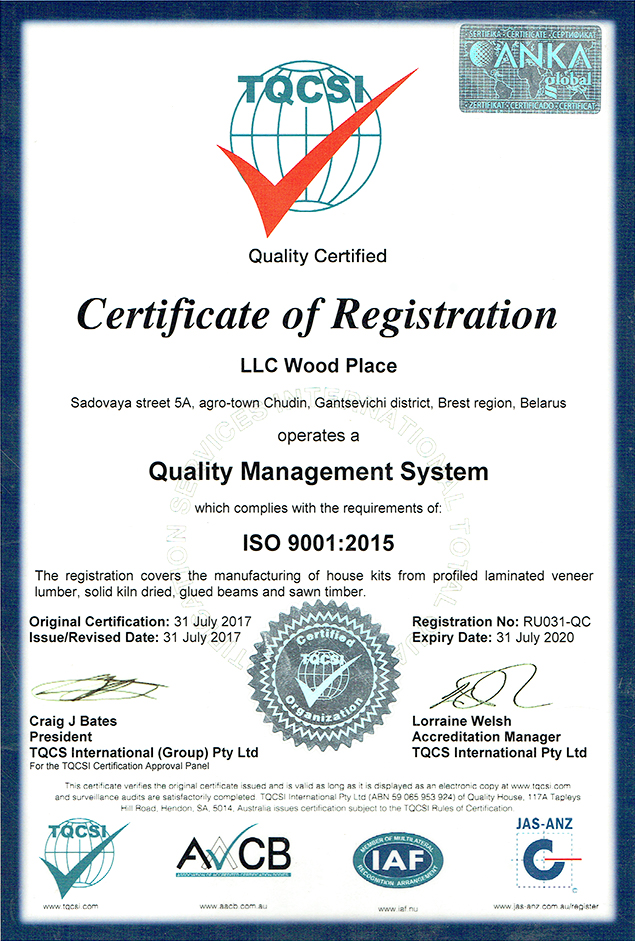 SERTIFIKA - CERTIFICATE - СЕРТИФИКАТ
ANKA
global
ZERTIFIKAT - CERTIFICADO - CERTIFICAT
TQCSI
Quality Certified
Certificate of Registration
LLC Wood Place
Sadovaya street 5A, agro-town Chudin, Gantsevichi district, Brest region, Belarus
operates a
Quality Management System
which complies with the requirements of:
ISO 9001:2015
The registration covers the manufacturing of house kits from profiled laminated veneer
lumber, solid kiln dried, glued beams and sawn timber.
Original Certification: 31 July 2017
Issue/Revised Date: 31 July 2017
Registration No: RU031-QC
Expiry Date: 31 July 2020
Certified
TQCSI
Organization
Craig J Bates
President
TQCS International (Group) Pty Ltd
For the TQCSI Certification Approval Panel
Lorraine Welsh
Accreditation Manager
TQCS International Pty Ltd
This certificate verifies the original certificate issued and is valid as long as it is displayed as an electronic copy at www.tqcsi.com
and surveillance audits are satisfactorily completed. TQCSI International Pty Ltd (ABN 59 065 953 924) of Quality House, 117A Tapleys
Hill Road, Hendon, SA, 5014, Australia issues certification subject to the TQCSI Rules of Certification.
TQCSI
www.tqcsi.com
AACB
www.aacb.com.au
MEMBER OF MULTILATERAL
IAF
RECOGNITION ARRANGEMENT
www.iaf.nu
JAS-ANZ
www.jas-anz.com.au/register